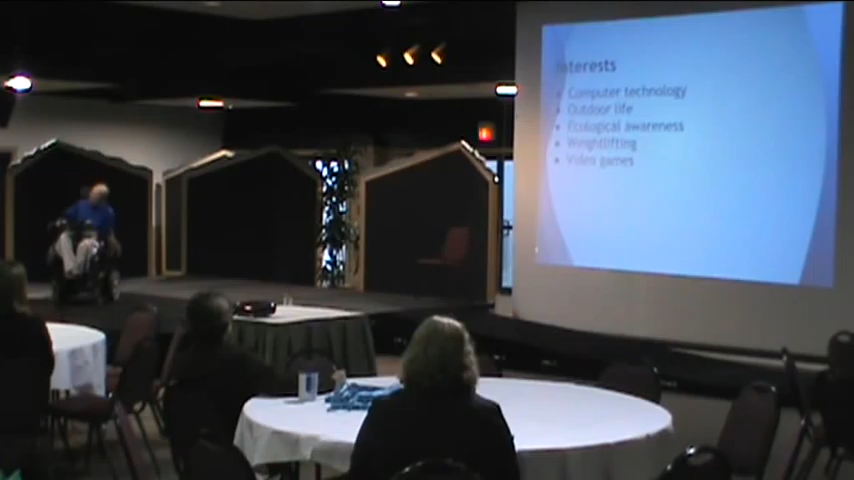 Interests
• Computer technology
• Outdoor life
• Ecological awareness
• Weightlifting
• Video games